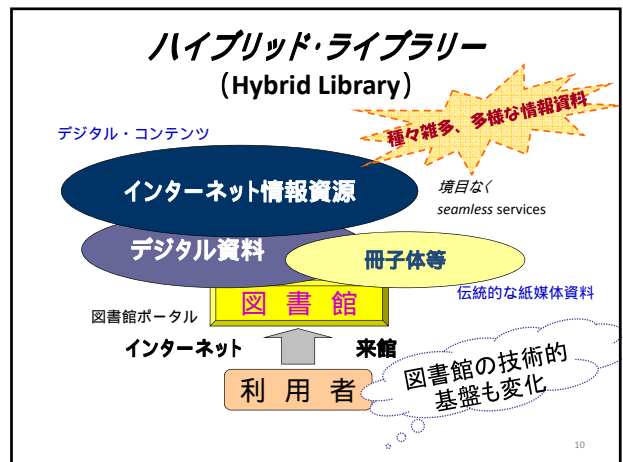 ハイブリッド・ライブラリー
(Hybrid Library)
種々雑多、多様な情報資料
デジタル・コンテンツ
インターネット情報資源
境目なく
seamless services
デジタル資料
冊子体等
伝統的な紙媒体資料
図書館
図書館ポータル
インターネット
来館
利用者
図書館の技術的
基盤も変化
10